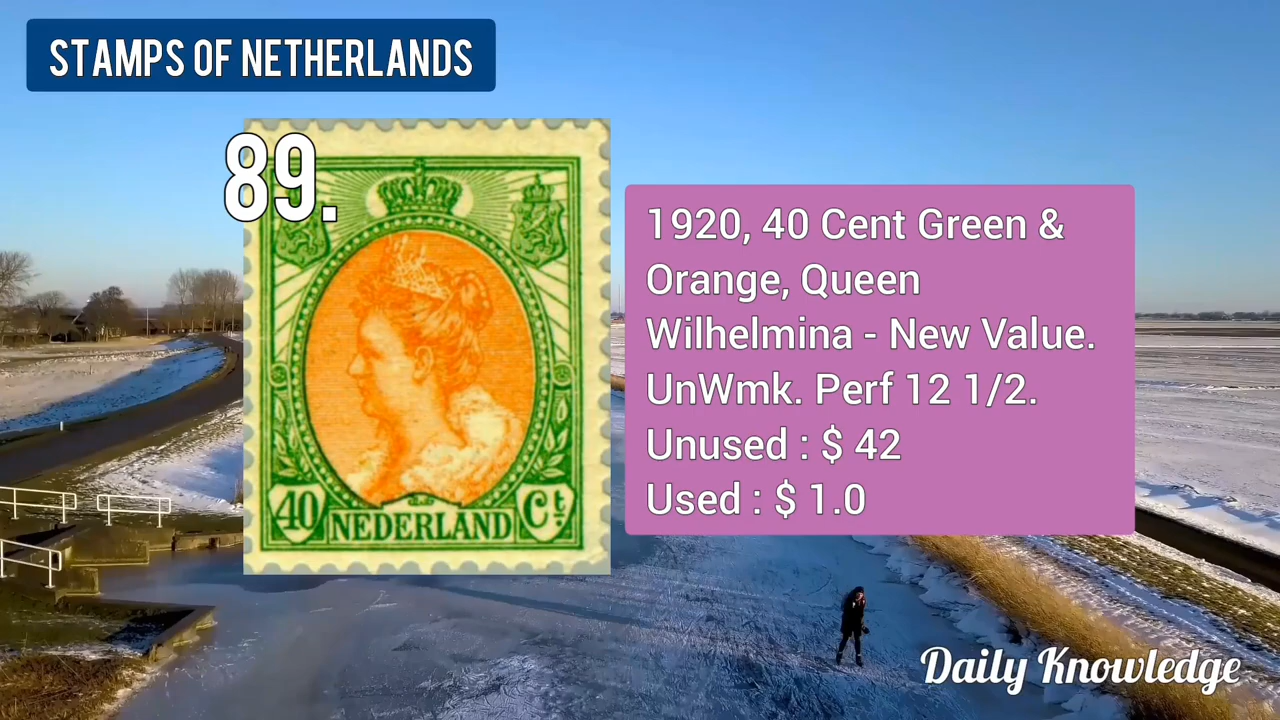 STAMPS OF NETHERLANDS
89.
40 NEDERLAND Ct.
1920, 40 Cent Green &
Orange, Queen
Wilhelmina - New Value.
UnWmk. Perf 12 1/2.
Unused : $ 42
Used : $ 1.0
Daily Knowledge